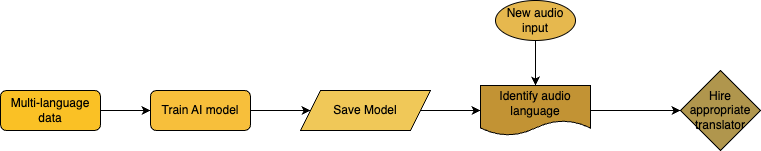 New audio
input
Multi-language
data
Train AI model
Save Model
Identify audio
language
Hire
appropriate
translator